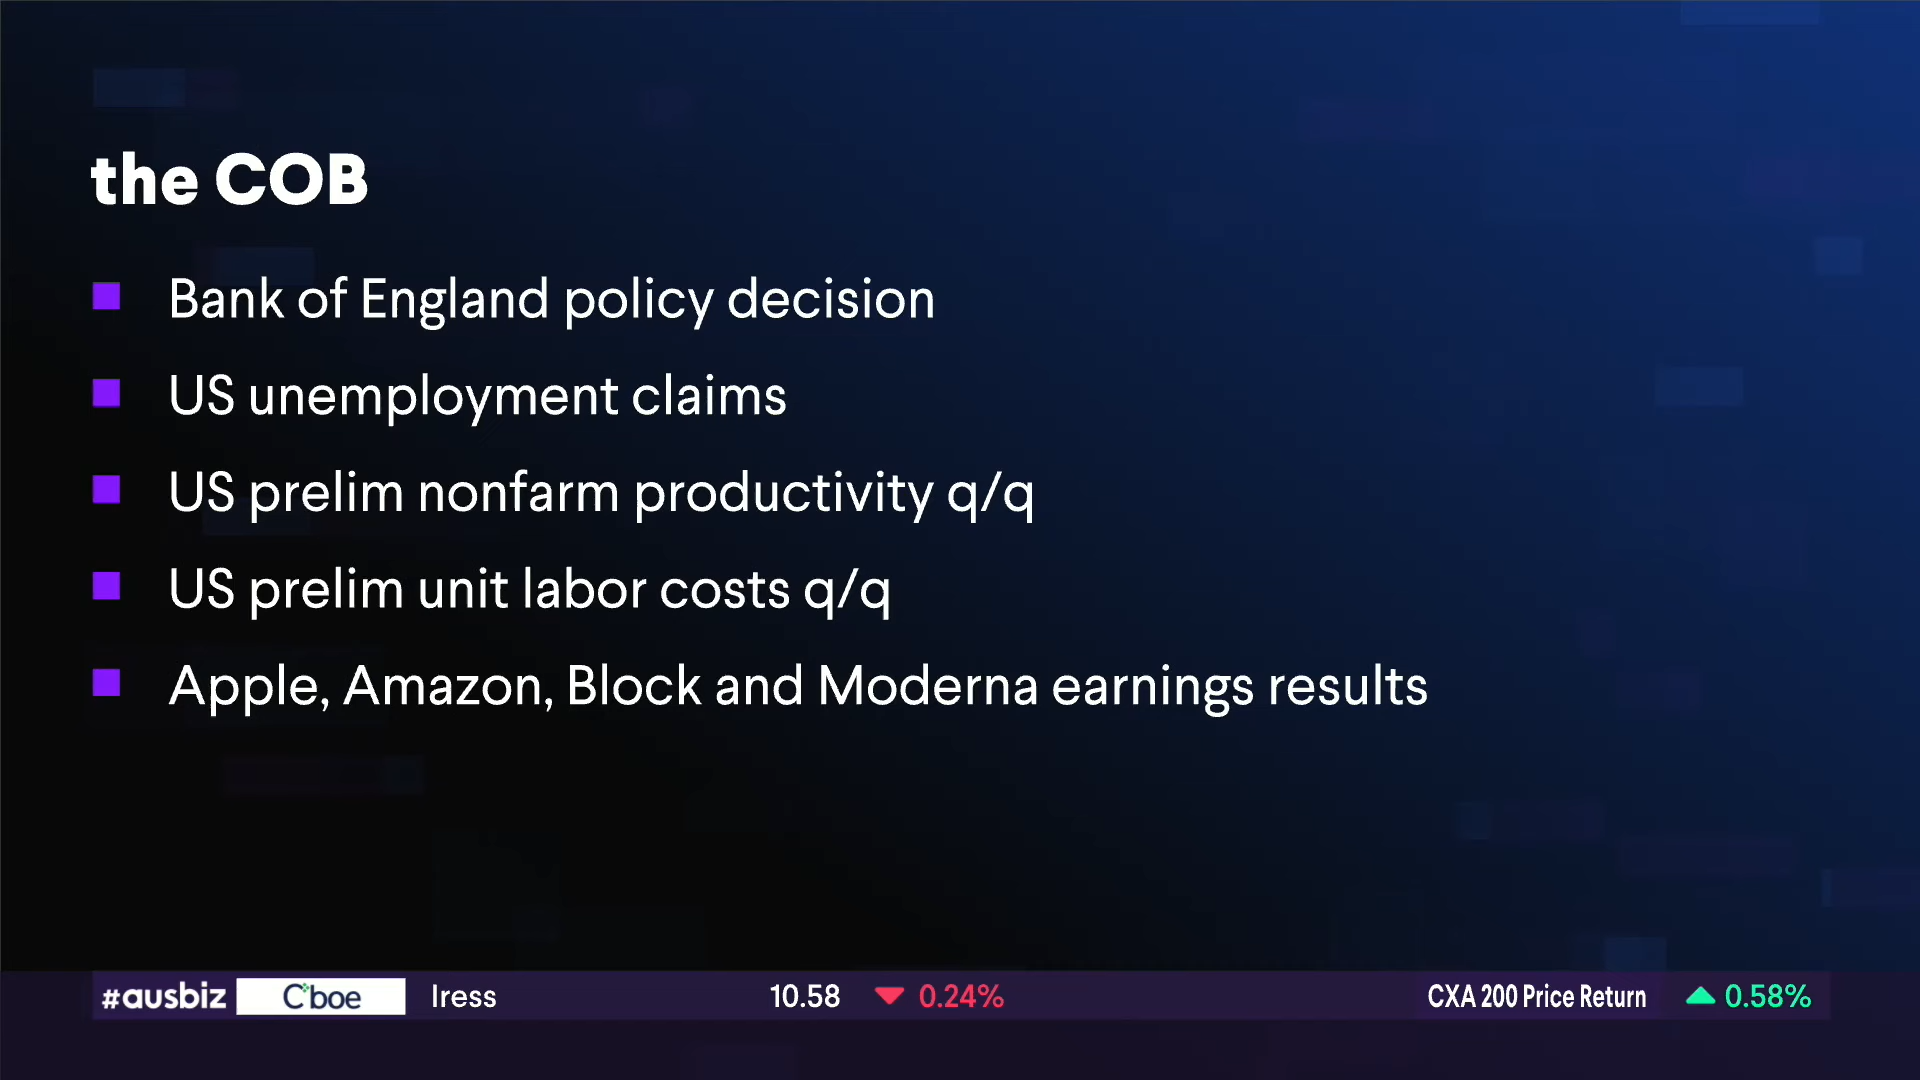 the COB
Bank of England policy decision
US unemployment claims
US prelim nonfarm productivity q/q
US prelim unit labor costs q/q
Apple, Amazon, Block and Moderna earnings results
#ausbiz Cboe Iress 10.58 0.24% CXA 200 Price Return 0.58%